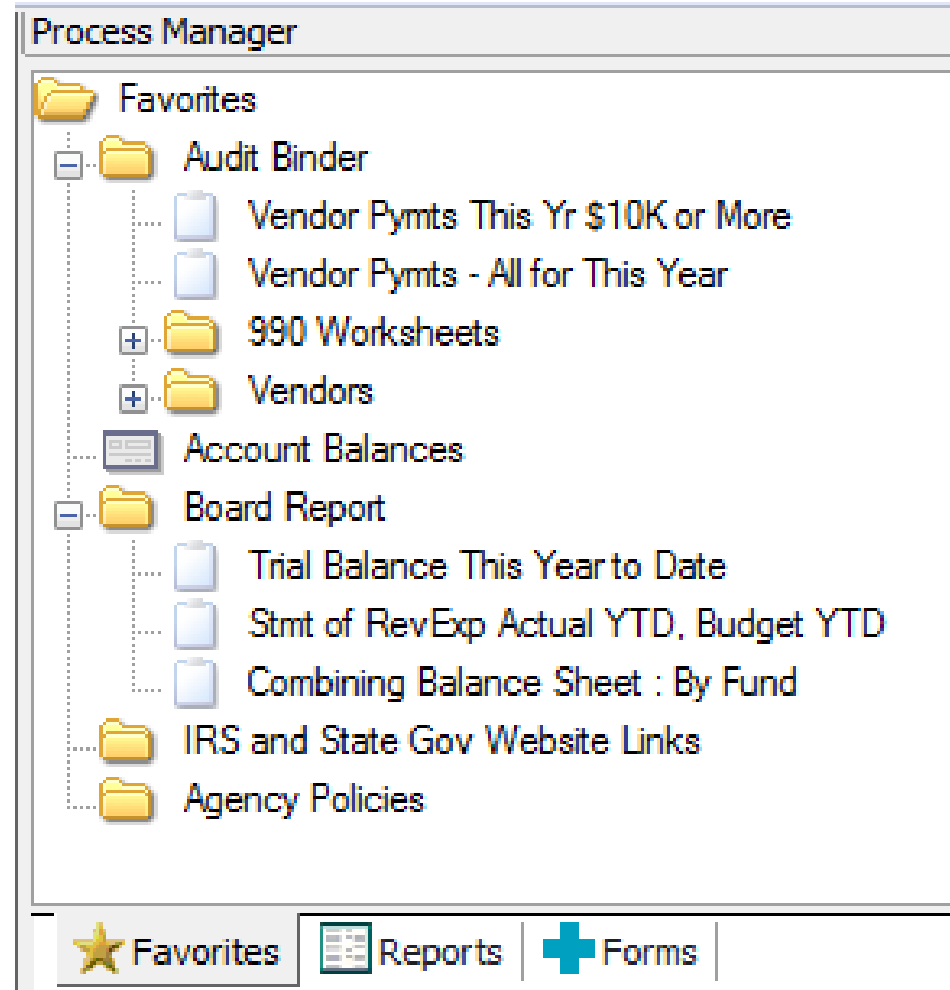 Process Manager
Favorites
Audit Binder
Vendor Pymts This Yr $10K or More
Vendor Pymts - All for This Year
990 Worksheets
Vendors
Account Balances
Board Report
Trial Balance This Year to Date
Stmt of RevExp Actual YTD, Budget YTD
Combining Balance Sheet : By Fund
IRS and State Gov Website Links
Agency Policies
Favorites Reports Forms